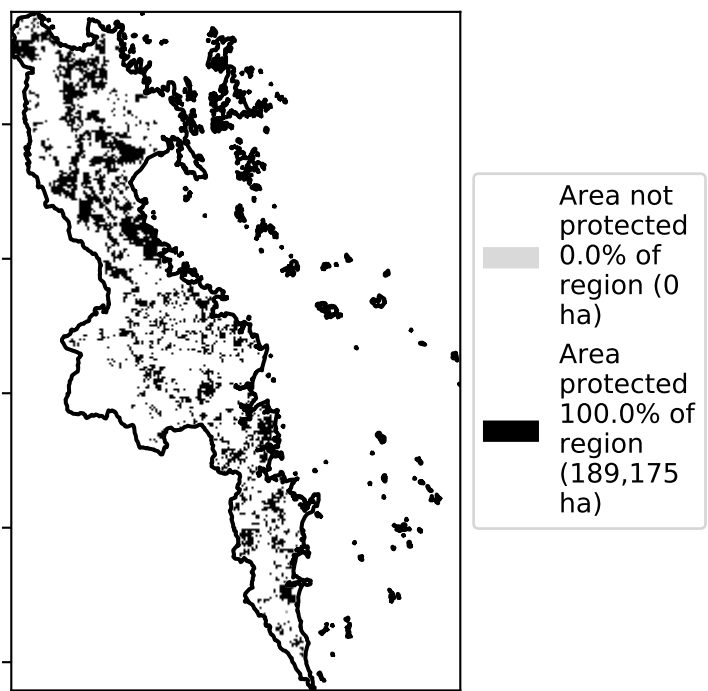 Area not
protected
0.0% of
region (0
ha)
Area
protected
100.0% of
region
(189,175
ha)